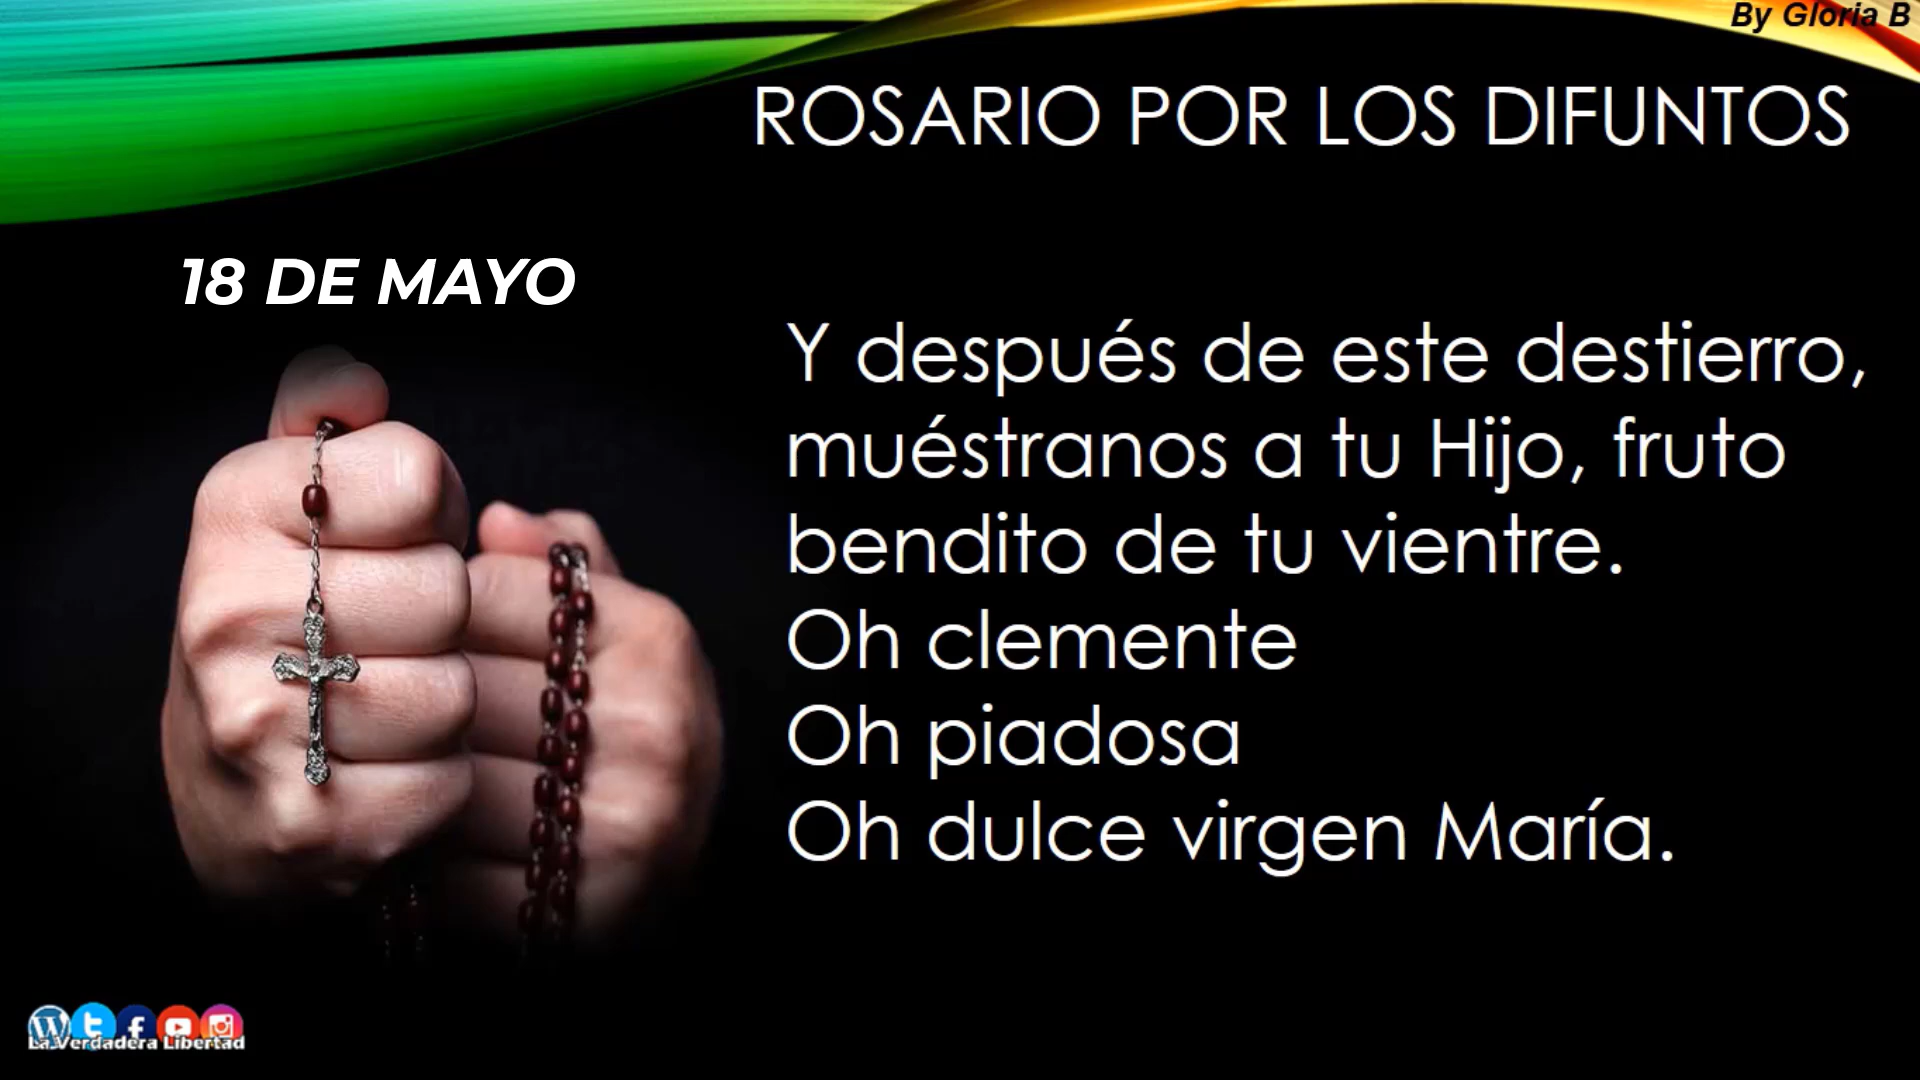 By Gloria B
ROSARIO POR LOS DIFUNTOS
18 DE MAYO
Y después de este destierro,
muéstranos a tu Hijo, fruto
bendito de tu vientre.
Oh clemente
Oh piadosa
Oh dulce virgen María.
La Verdadera Libertad